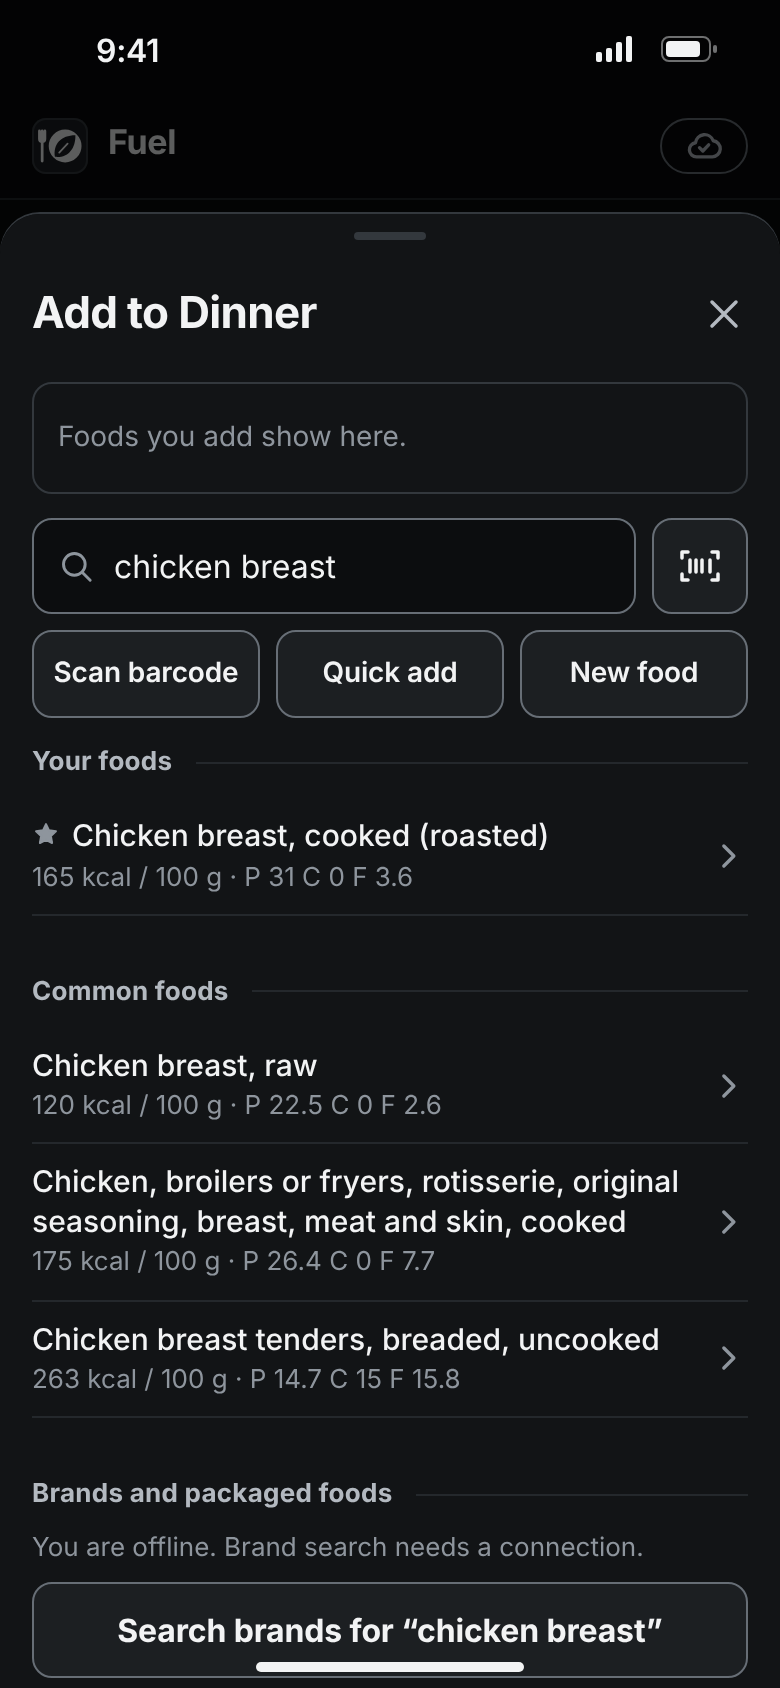 9:41
Fuel
Add to Dinner
Foods you add show here.
chicken breast
Scan barcode
Quick add
New food
Your foods
Chicken breast, cooked (roasted)
165 kcal / 100 g · P 31 C 0 F 3.6
Common foods
Chicken breast, raw
120 kcal / 100 g · P 22.5 C 0 F 2.6
Chicken, broilers or fryers, rotisserie, original
seasoning, breast, meat and skin, cooked
175 kcal / 100 g · P 26.4 C 0 F 7.7
Chicken breast tenders, breaded, uncooked
263 kcal / 100 g · P 14.7 C 15 F 15.8
Brands and packaged foods
You are offline. Brand search needs a connection.
Search brands for “chicken breast”